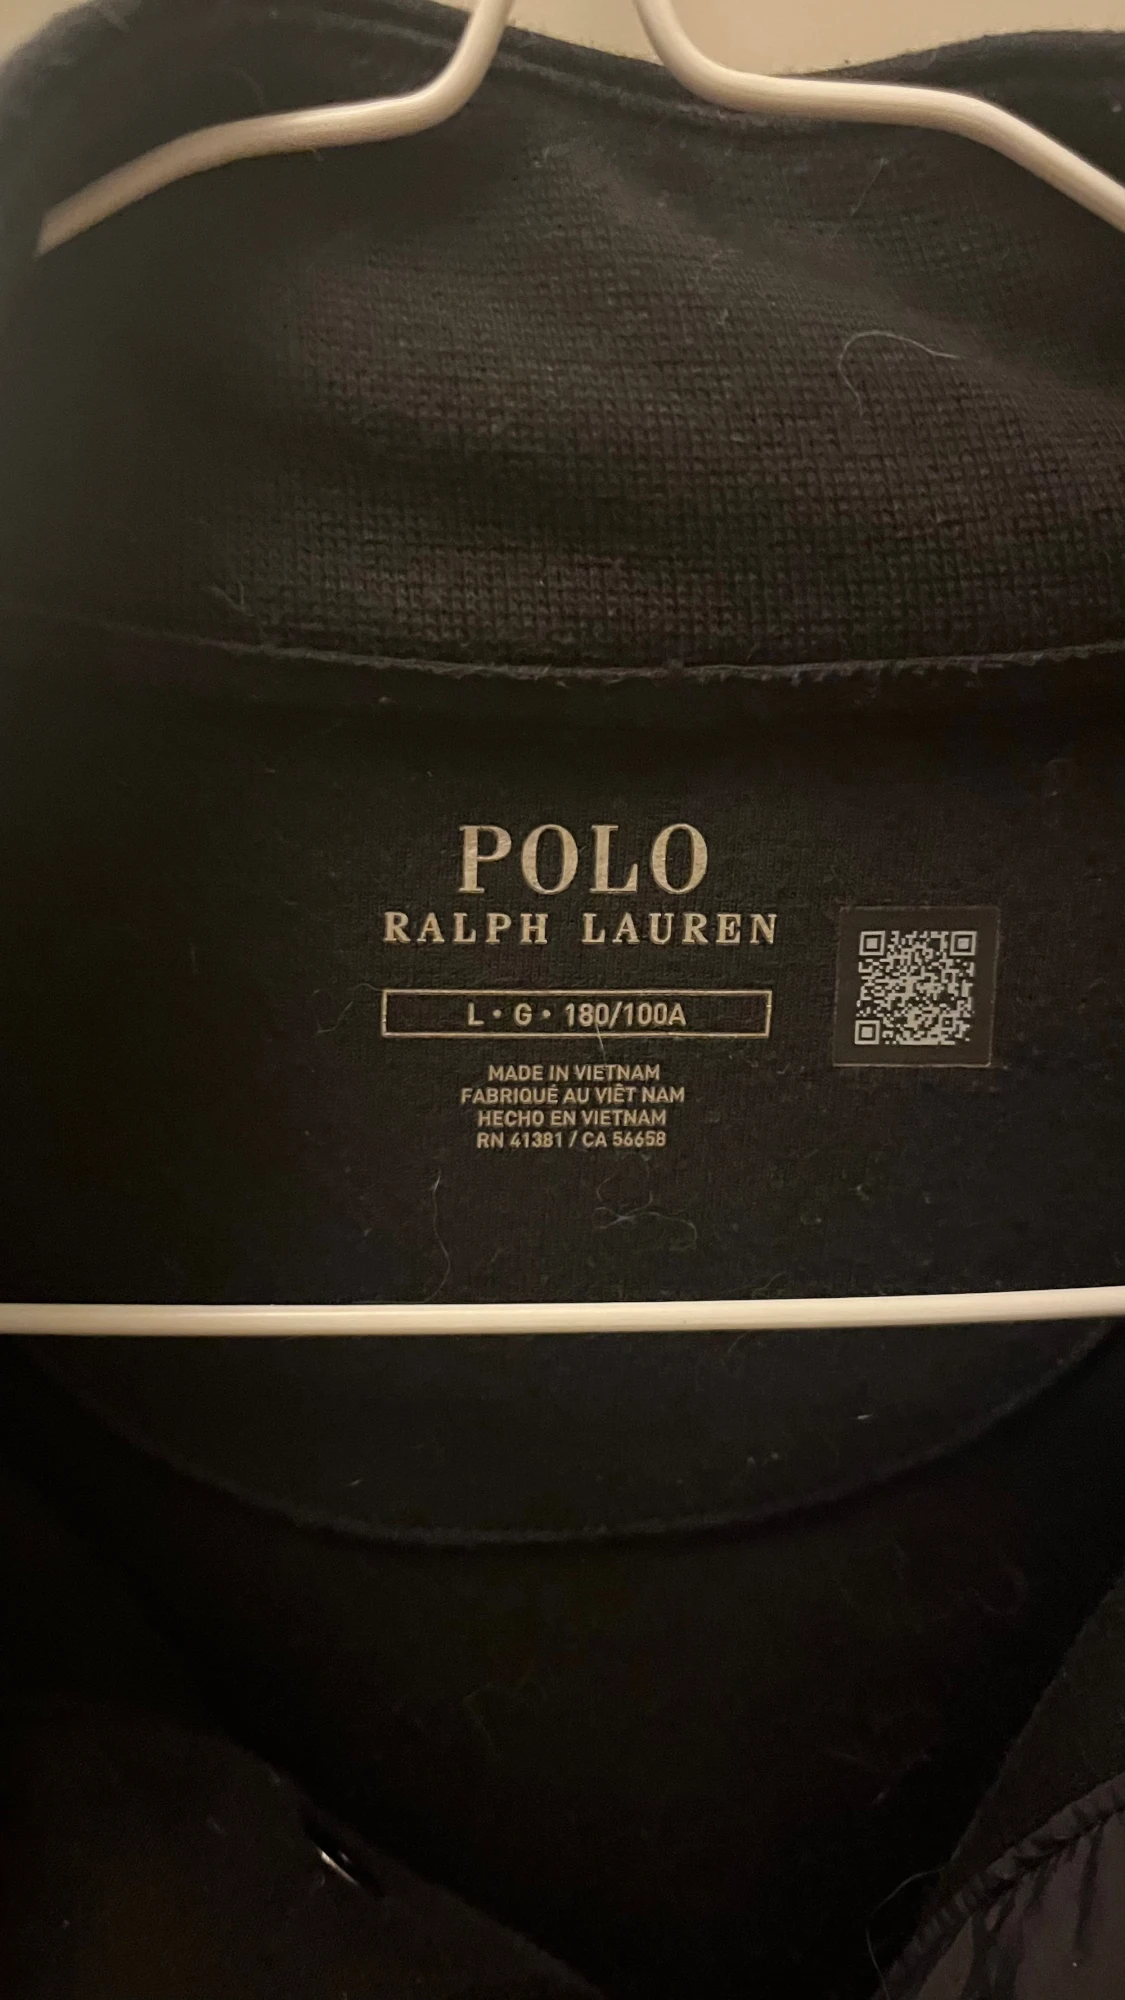 POLO
RALPH LAUREN
L • G • 180/100A
MADE IN VIETNAM
FABRIQUÉ AU VIÊT NAM
HECHO EN VIETNAM
RN 41381 / CA 56658